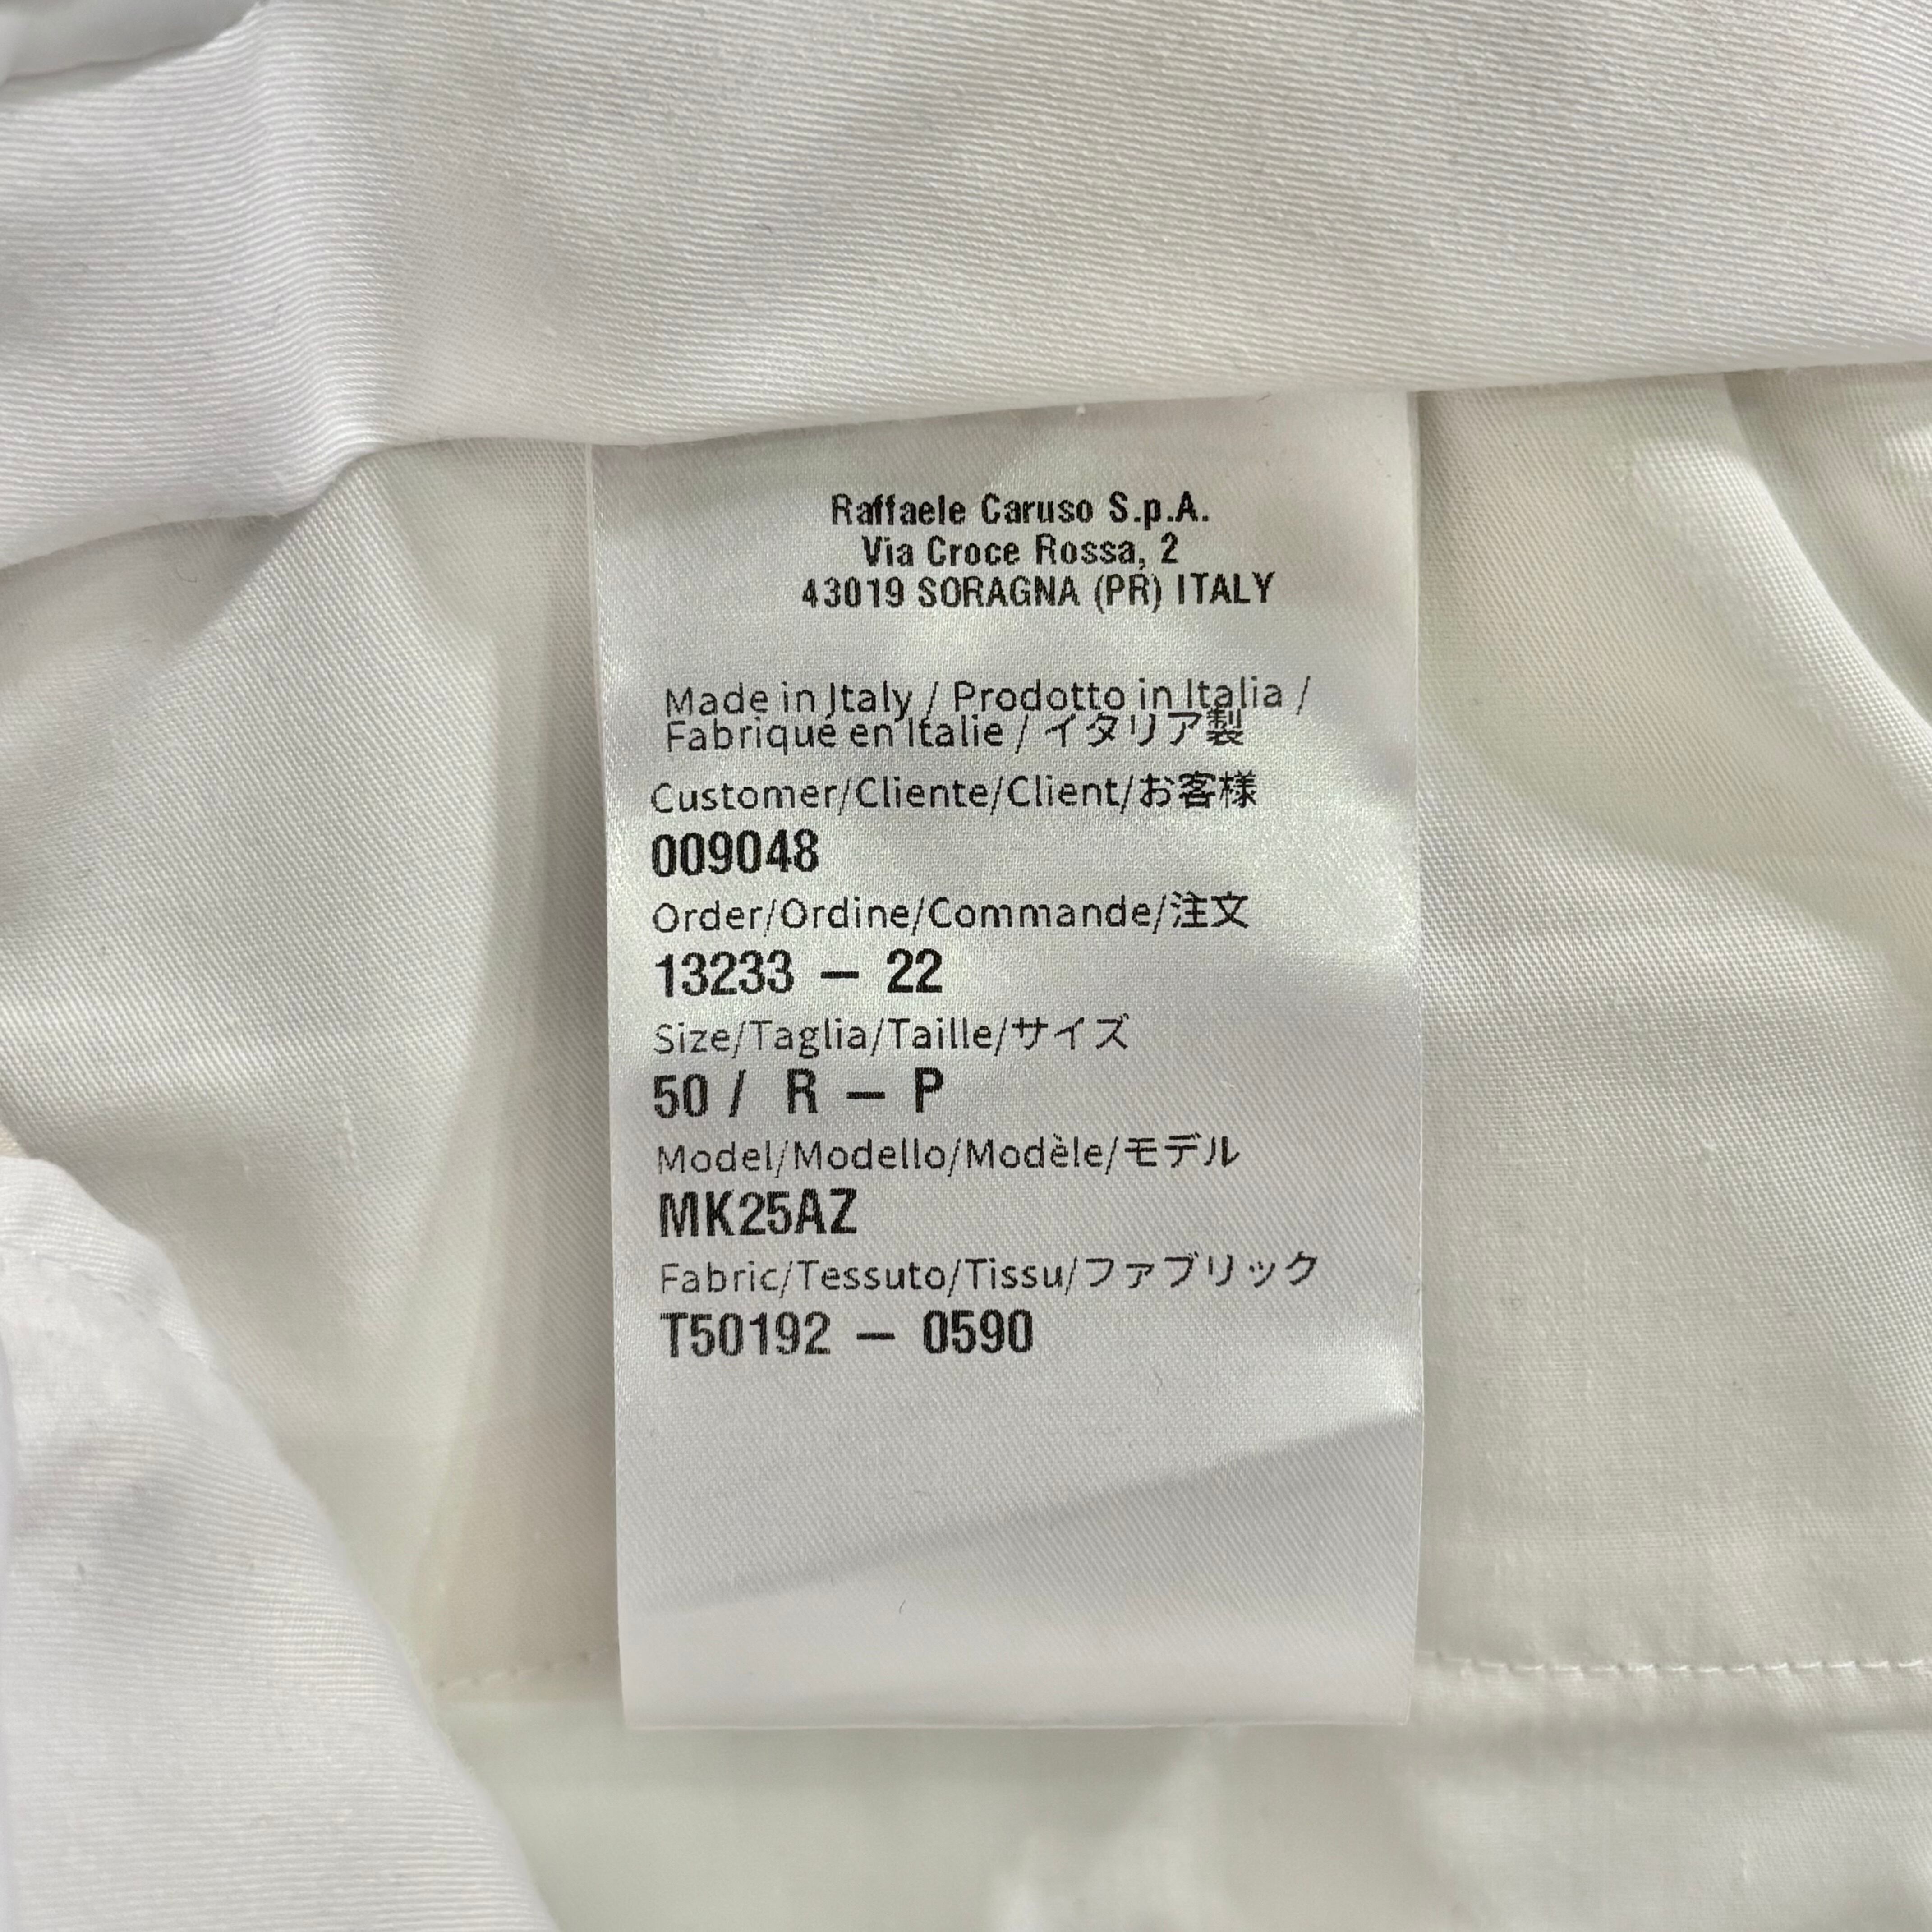 Raffaele Caruso S.p.A.
Via Croce Rossa, 2
43019 SORAGNA (PR) ITALY
Made in Italy / Prodotto in Italia /
Fabriqué en Italie / イタリア製
Customer/Cliente/Client/お客様
009048
Order/Ordine/Commande/注文
13233 – 22
Size/Taglia/Taille/サイズ
50 / R – P
Model/Modello/Modèle/モデル
MK25AZ
Fabric/Tessuto/Tissu/ファブリック
T50192 – 0590